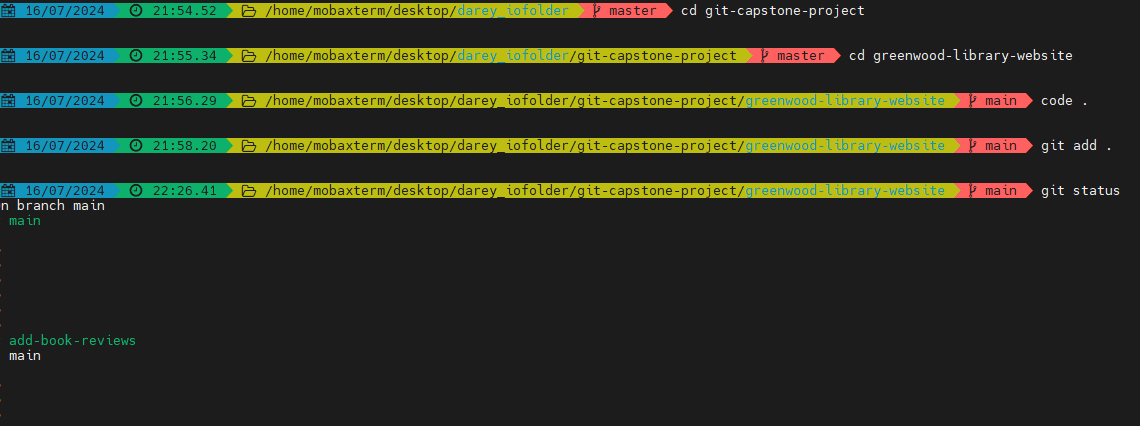 16/07/2024 21:54.52 /home/mobaxterm/desktop/darey_iofolder master cd git-capstone-project
16/07/2024 21:55.34 /home/mobaxterm/desktop/darey_iofolder/git-capstone-project master cd greenwood-library-website
16/07/2024 21:56.29 /home/mobaxterm/desktop/darey_iofolder/git-capstone-project/greenwood-library-website main code .
16/07/2024 21:58.20 /home/mobaxterm/desktop/darey_iofolder/git-capstone-project/greenwood-library-website main git add .
16/07/2024 22:26.41 /home/mobaxterm/desktop/darey_iofolder/git-capstone-project/greenwood-library-website main git status
n branch main
main
add-book-reviews
main